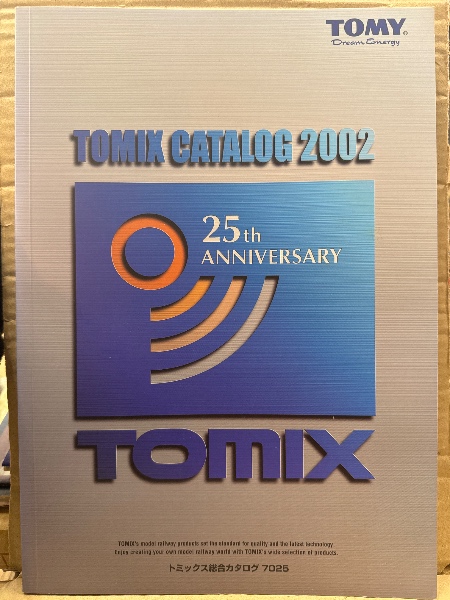 TOMY®
Dream Energy
TOMIX CATALOG 2002
25th
ANNIVERSARY
TOMIX
TOMIX's model railway products set the standard for quality and the latest technology.
Enjoy creating your own model railway world with TOMIX's wide selection of products.
トミックス総合カタログ 7025